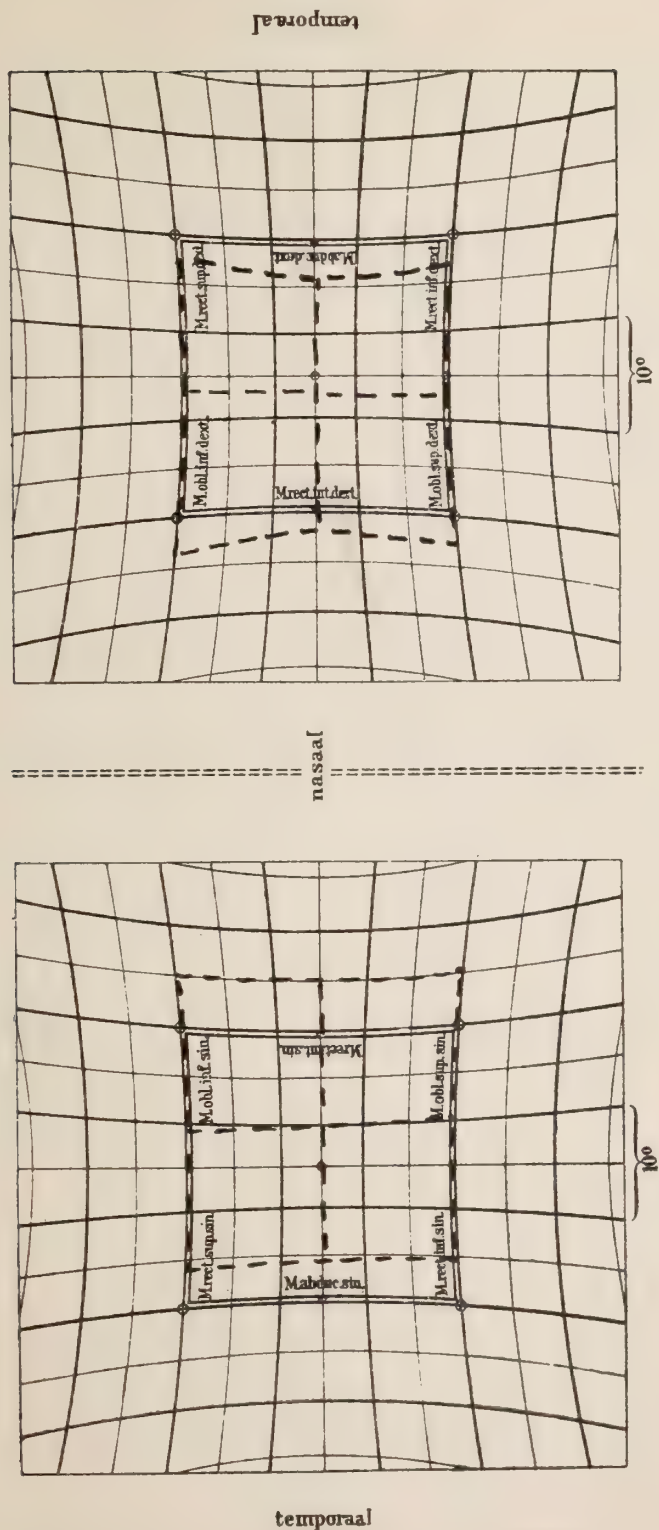 temporaal
M.rect.sup.dext.
M.abduc.dext.
M.rect.inf.dext.
M.obl.inf.dext.
M.rect.int.dext.
M.obl.sup.dext.
10°
nasaal
M.obl.inf.sin.
M.rect.int.sin.
M.obl.sup.sin.
M.rect.sup.sin.
M.abduc.sin.
M.rect.inf.sin.
10°
temporaal